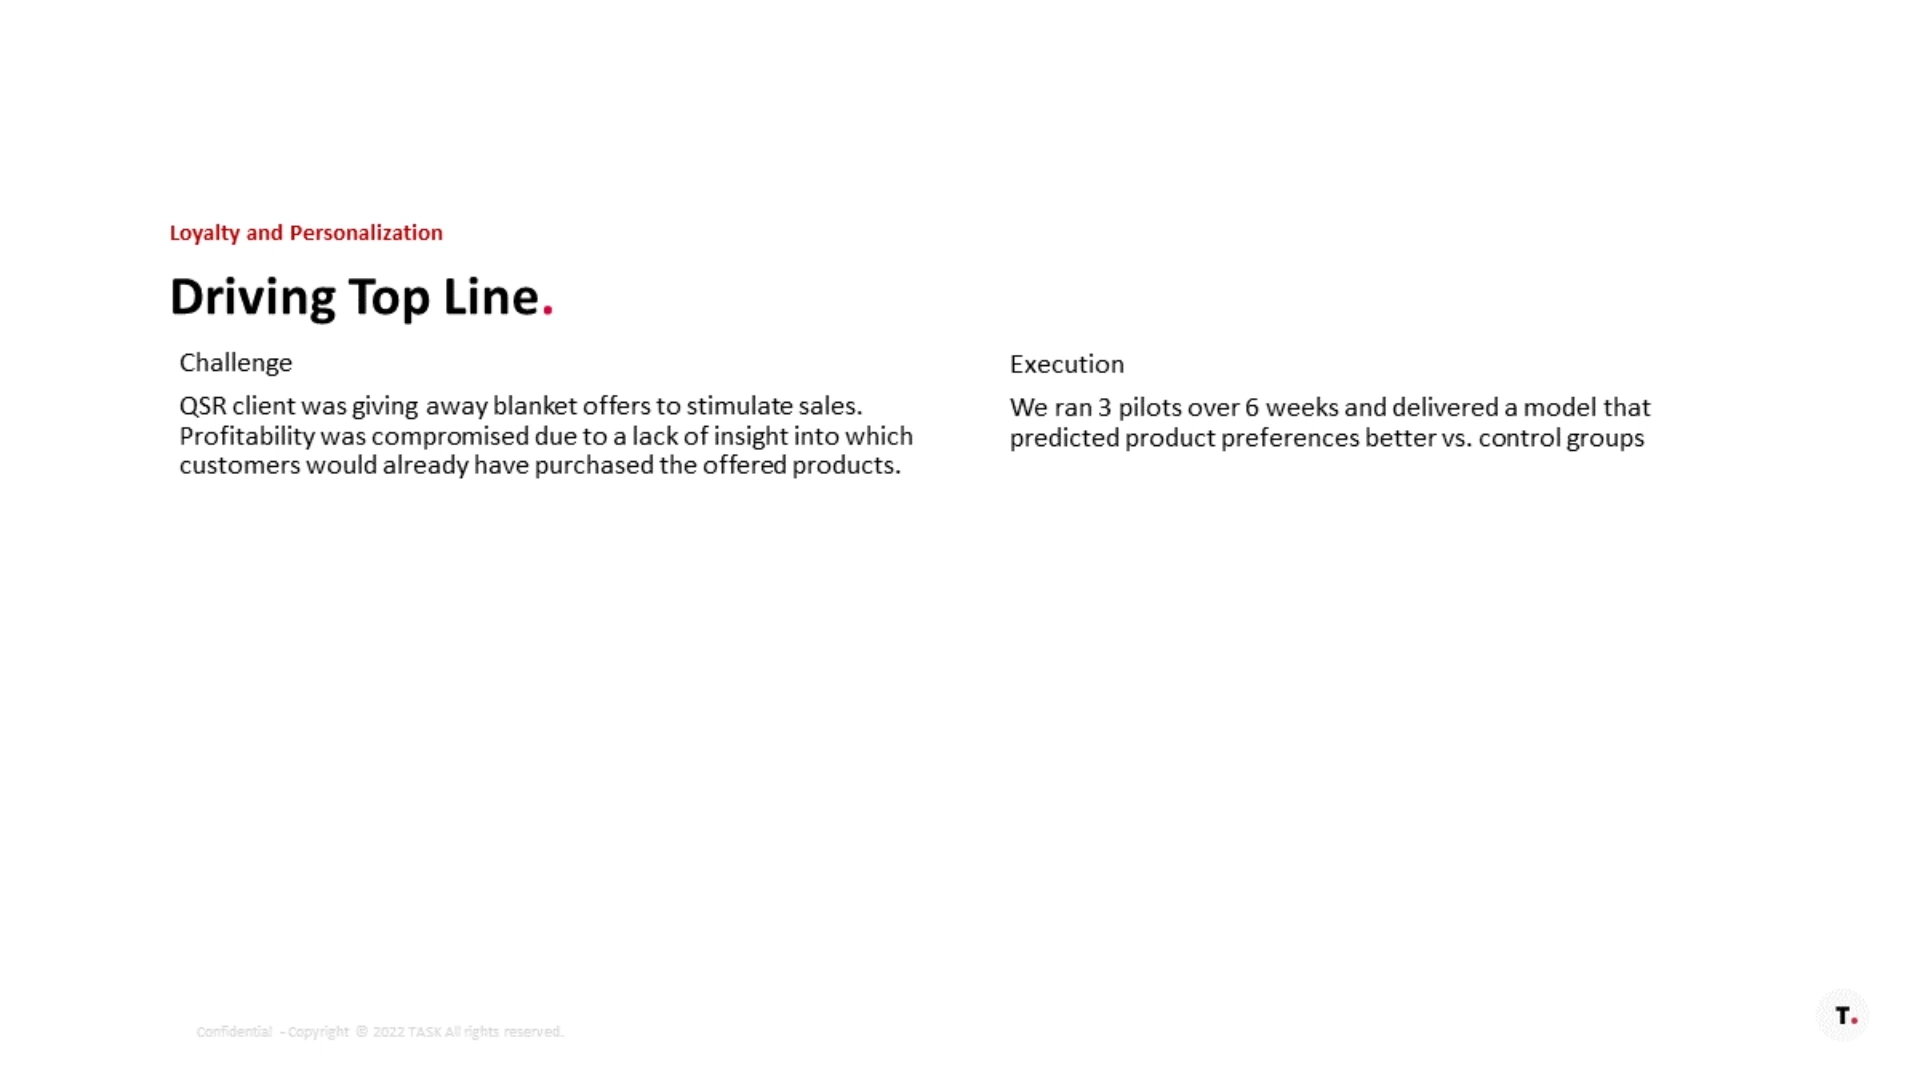 Loyalty and Personalization
Driving Top Line.
Challenge
QSR client was giving away blanket offers to stimulate sales.
Profitability was compromised due to a lack of insight into which
customers would already have purchased the offered products.
Execution
We ran 3 pilots over 6 weeks and delivered a model that
predicted product preferences better vs. control groups
Confidential - Copyright © 2022 TASK All rights reserved.
T.